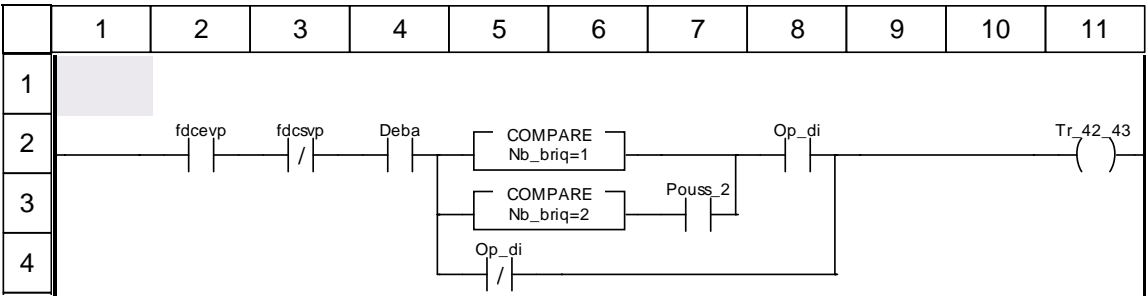 1 2 3 4 5 6 7 8 9 10 11
1
fdcevp fdcsvp Deba COMPARE Op_di Tr_42_43
2 / Nb_briq=1
COMPARE Pouss_2
3 Nb_briq=2
Op_di
4 /